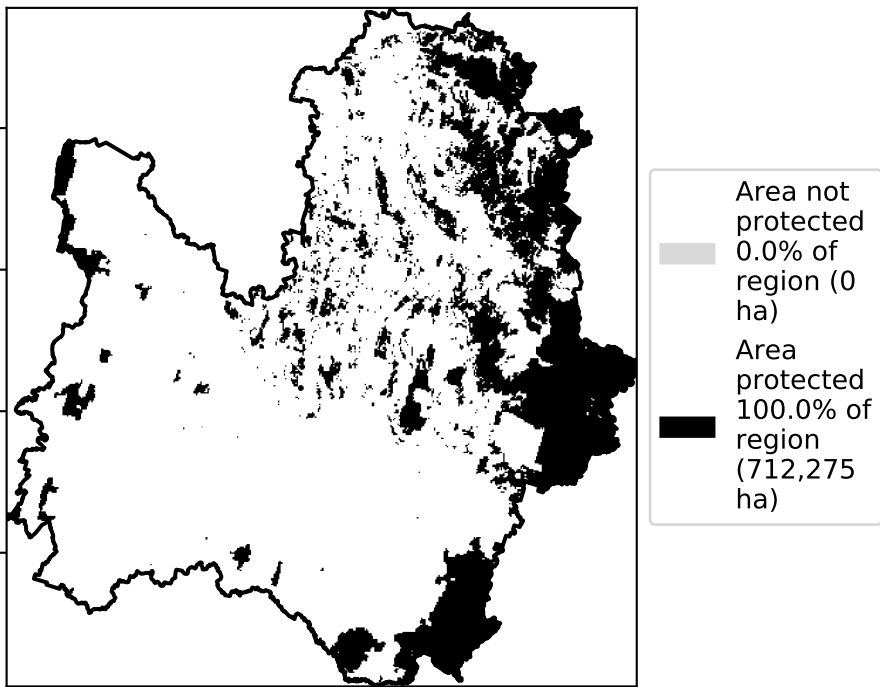 Area not
protected
0.0% of
region (0
ha)
Area
protected
100.0% of
region
(712,275
ha)